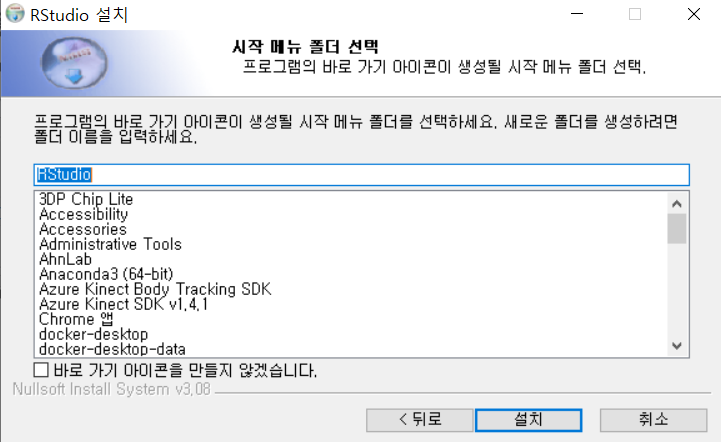 RStudio 설치
시작 메뉴 폴더 선택
프로그램의 바로 가기 아이콘이 생성될 시작 메뉴 폴더 선택.
프로그램의 바로 가기 아이콘이 생성될 시작 메뉴 폴더를 선택하세요. 새로운 폴더를 생성하려면
폴더 이름을 입력하세요.
RStudio
3DP Chip Lite
Accessibility
Accessories
Administrative Tools
AhnLab
Anaconda3 (64-bit)
Azure Kinect Body Tracking SDK
Azure Kinect SDK v1.4.1
Chrome 앱
docker-desktop
docker-desktop-data
바로 가기 아이콘을 만들지 않겠습니다.
Nullsoft Install System v3.08
< 뒤로 설치 취소